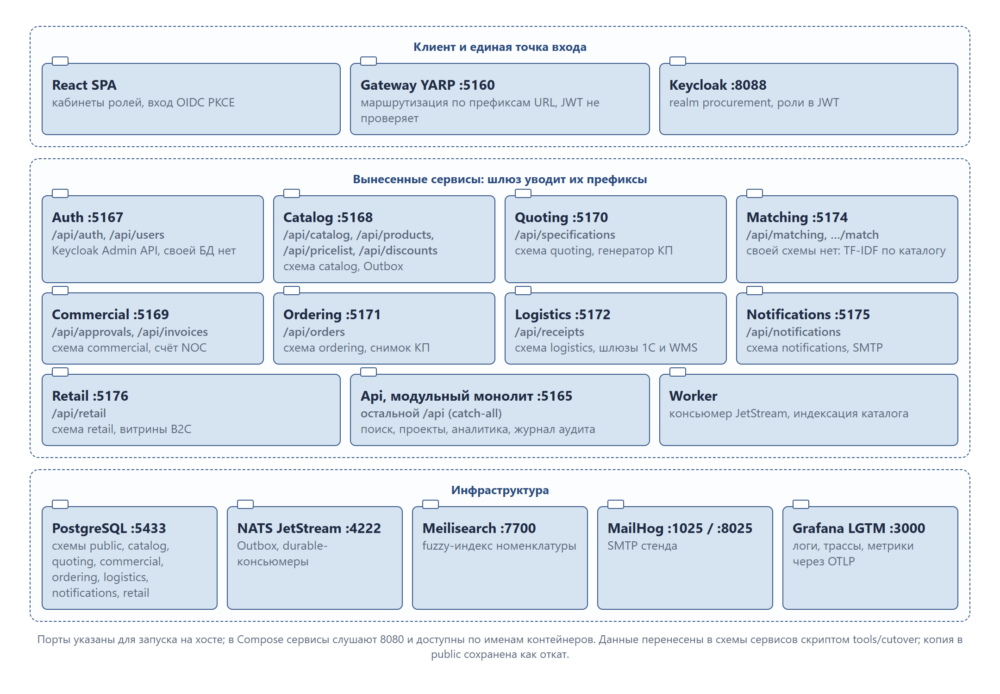 Клиент и единая точка входа
React SPA
кабинеты ролей, вход OIDC PKCE
Gateway YARP :5160
маршрутизация по префиксам URL, JWT не
проверяет
Keycloak :8088
realm procurement, роли в JWT
Вынесенные сервисы: шлюз уводит их префиксы
Auth :5167
/api/auth, /api/users
Keycloak Admin API, своей БД нет
Catalog :5168
/api/catalog, /api/products,
/api/pricelist, /api/discounts
схема catalog, Outbox
Quoting :5170
/api/specifications
схема quoting, генератор КП
Matching :5174
/api/matching, …/match
своей схемы нет: TF-IDF по каталогу
Commercial :5169
/api/approvals, /api/invoices
схема commercial, счёт NOC
Ordering :5171
/api/orders
схема ordering, снимок КП
Logistics :5172
/api/receipts
схема logistics, шлюзы 1С и WMS
Notifications :5175
/api/notifications
схема notifications, SMTP
Retail :5176
/api/retail
схема retail, витрины B2C
Api, модульный монолит :5165
остальной /api (catch-all)
поиск, проекты, аналитика, журнал аудита
Worker
консьюмер JetStream, индексация каталога
Инфраструктура
PostgreSQL :5433
схемы public, catalog,
quoting, commercial,
ordering, logistics,
notifications, retail
NATS JetStream :4222
Outbox, durable-
консьюмеры
Meilisearch :7700
fuzzy-индекс номенклатуры
MailHog :1025 / :8025
SMTP стенда
Grafana LGTM :3000
логи, трассы, метрики
через OTLP
Порты указаны для запуска на хосте; в Compose сервисы слушают 8080 и доступны по именам контейнеров. Данные перенесены в схемы сервисов скриптом tools/cutover; копия в
public сохранена как откат.